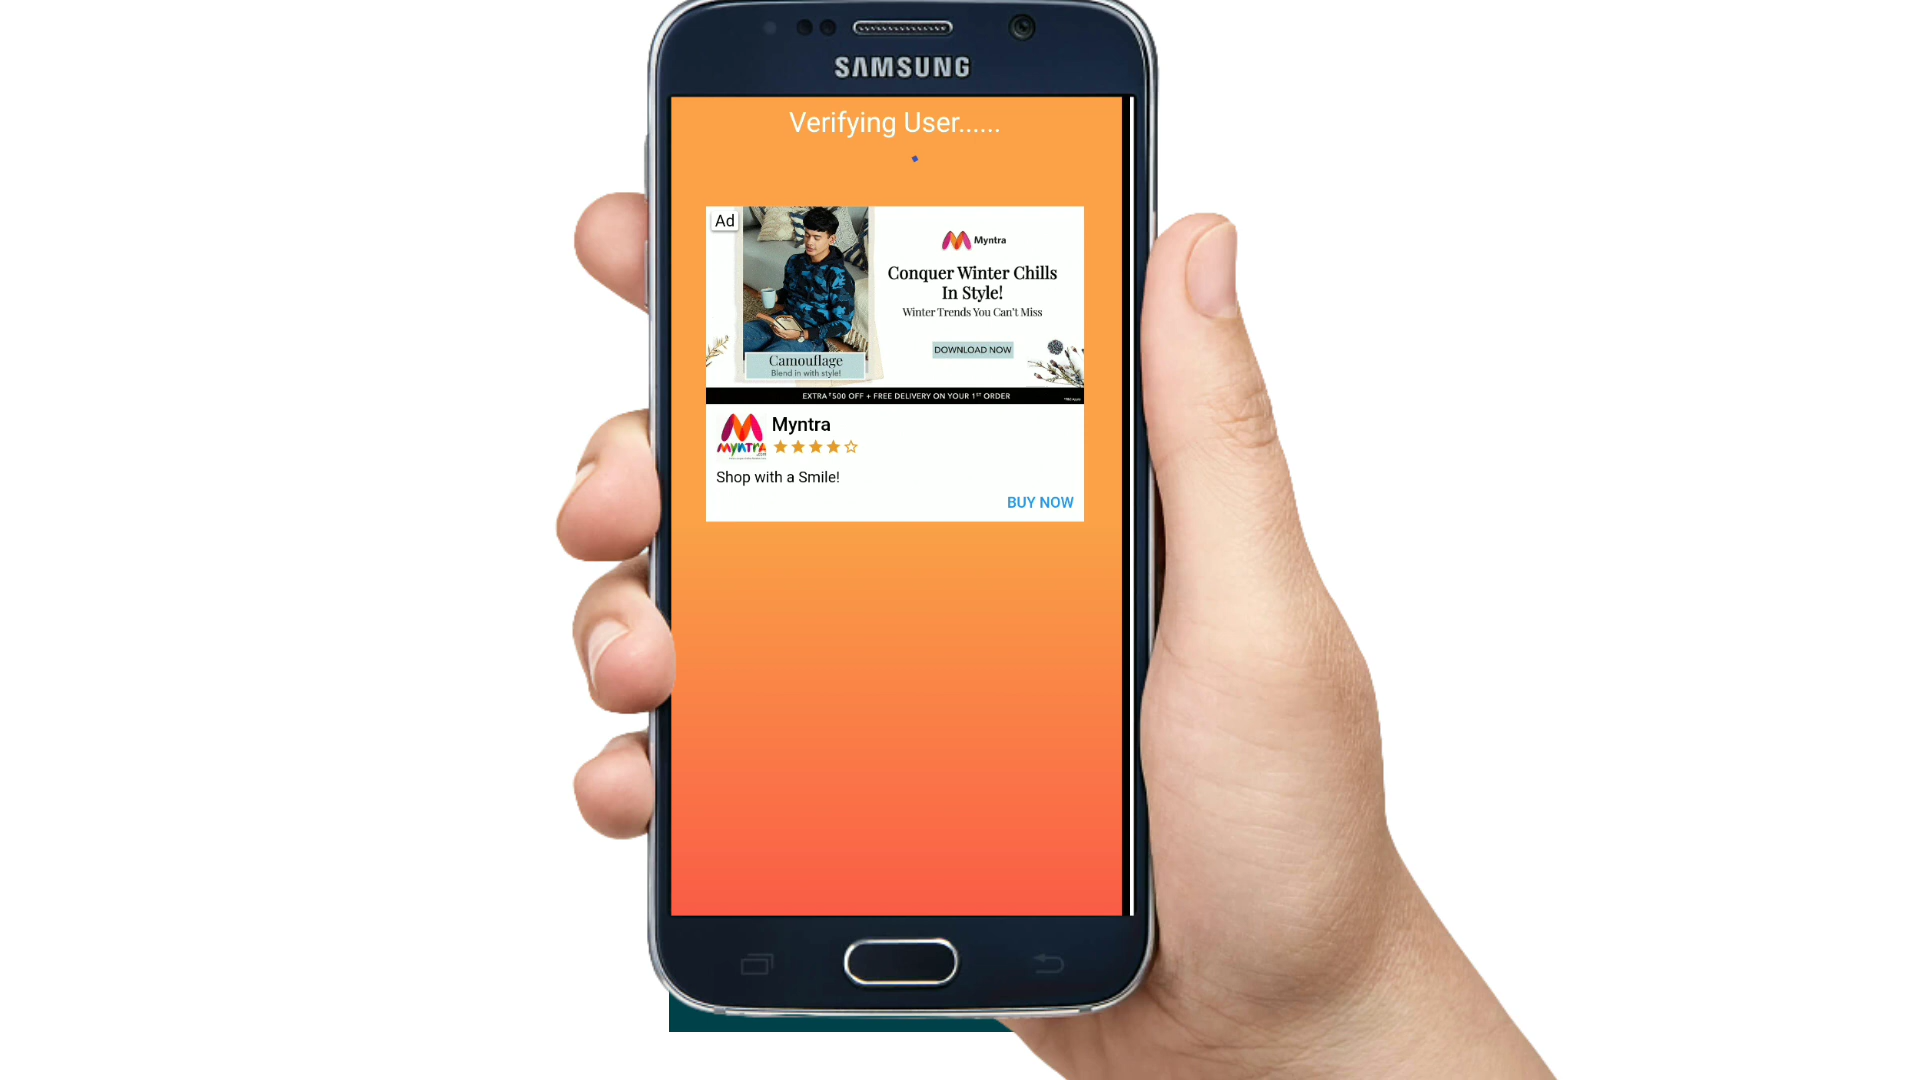 SAMSUNG
Verifying User......
Ad
Myntra
Conquer Winter Chills
In Style!
Winter Trends You Can't Miss
DOWNLOAD NOW
Camouflage
Blend in with style!
EXTRA ₹500 OFF + FREE DELIVERY ON YOUR 1ST ORDER
Myntra
MYNTRA
Shop with a Smile!
BUY NOW